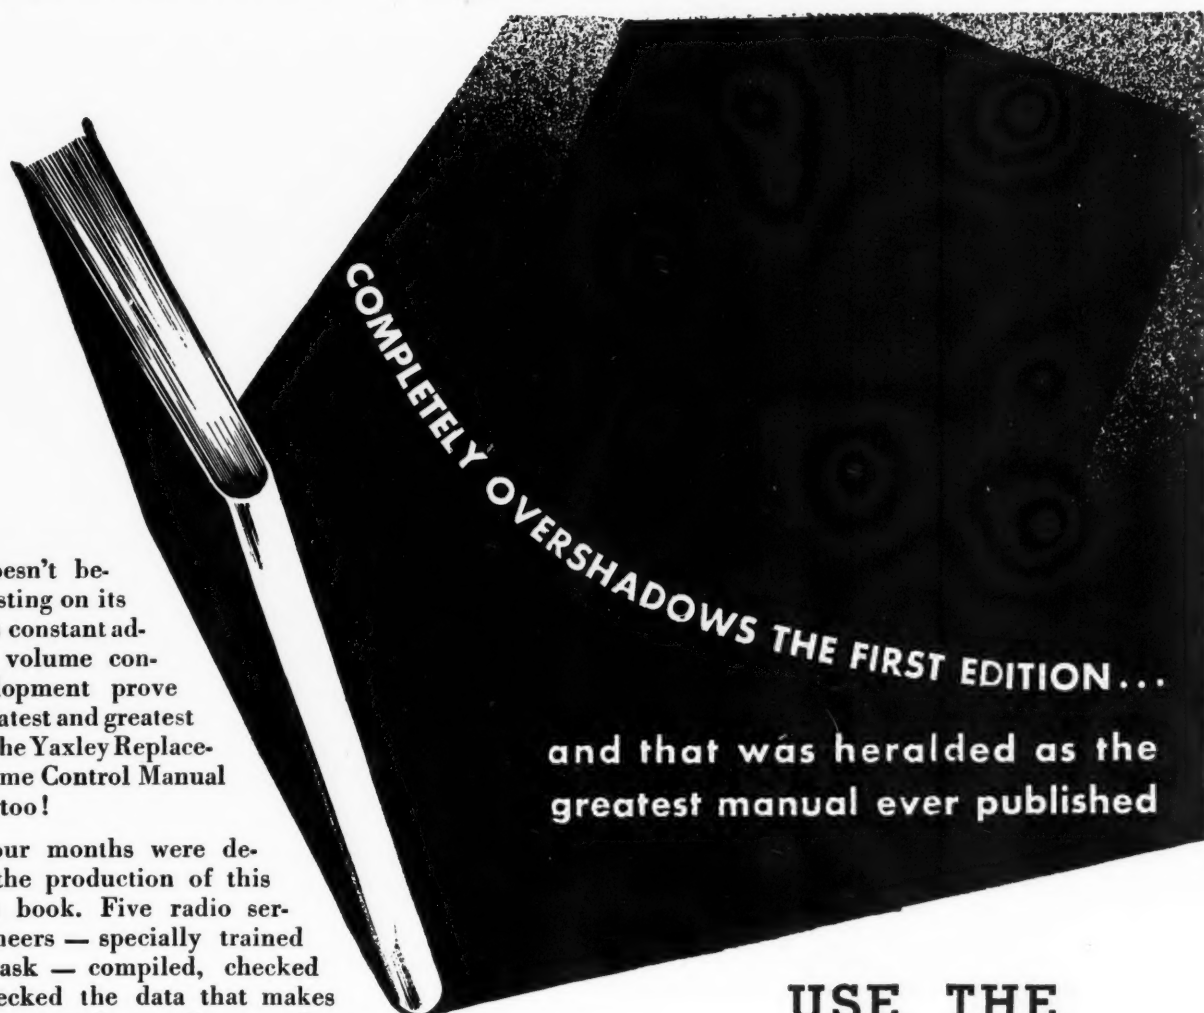 COMPLETELY OVERSHADOWS THE FIRST EDITION...
and that was heralded as the
greatest manual ever published
esn't be-
sting on its
constant ad-
volume con-
opment prove
atest and greatest
he Yaxley Replace-
me Control Manual
too!
our months were de-
the production of this
book. Five radio ser-
neers — specially trained
ask — compiled, checked
ecked the data that makes
USE THE